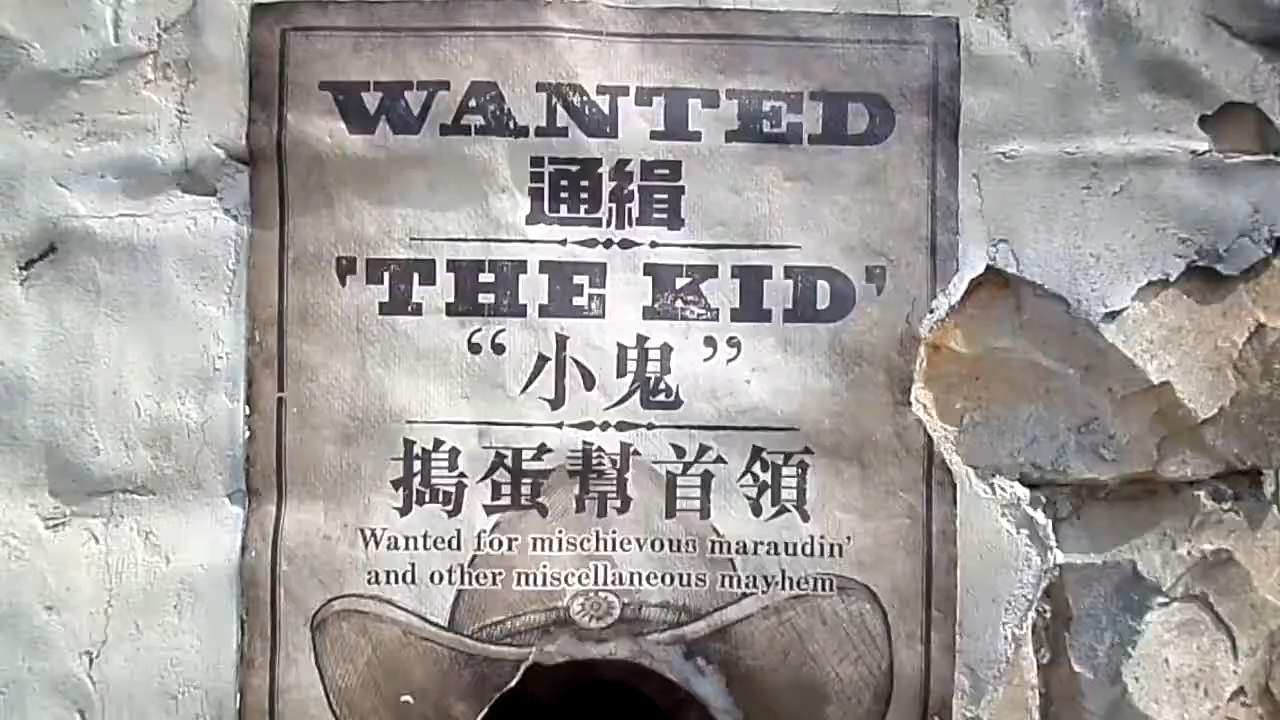 WANTED
通緝
'THE KID'
“小鬼”
搗蛋幫首領
Wanted for mischievous maraudin'
and other miscellaneous mayhem